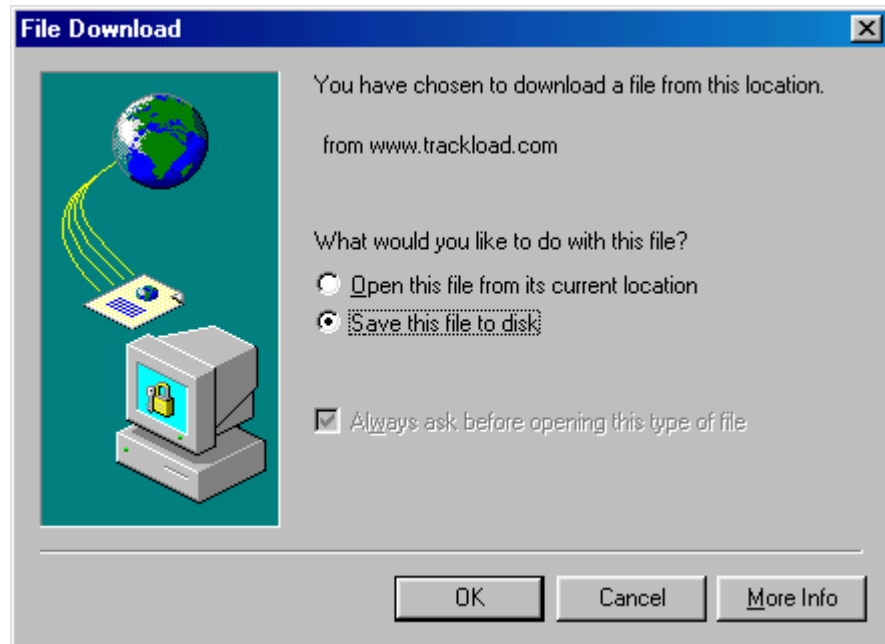 File Download
You have chosen to download a file from this location.
from www.trackload.com
What would you like to do with this file?
Open this file from its current location
Save this file to disk
Always ask before opening this type of file
OK
Cancel
More Info